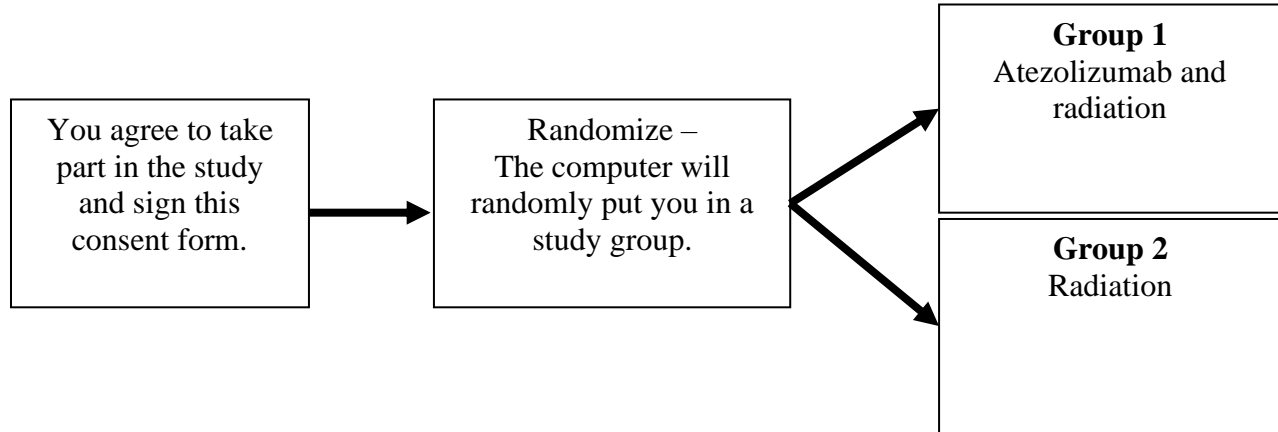 You agree to take
part in the study
and sign this
consent form.
Randomize –
The computer will
randomly put you in a
study group.
Group 1
Atezolizumab and
radiation
Group 2
Radiation